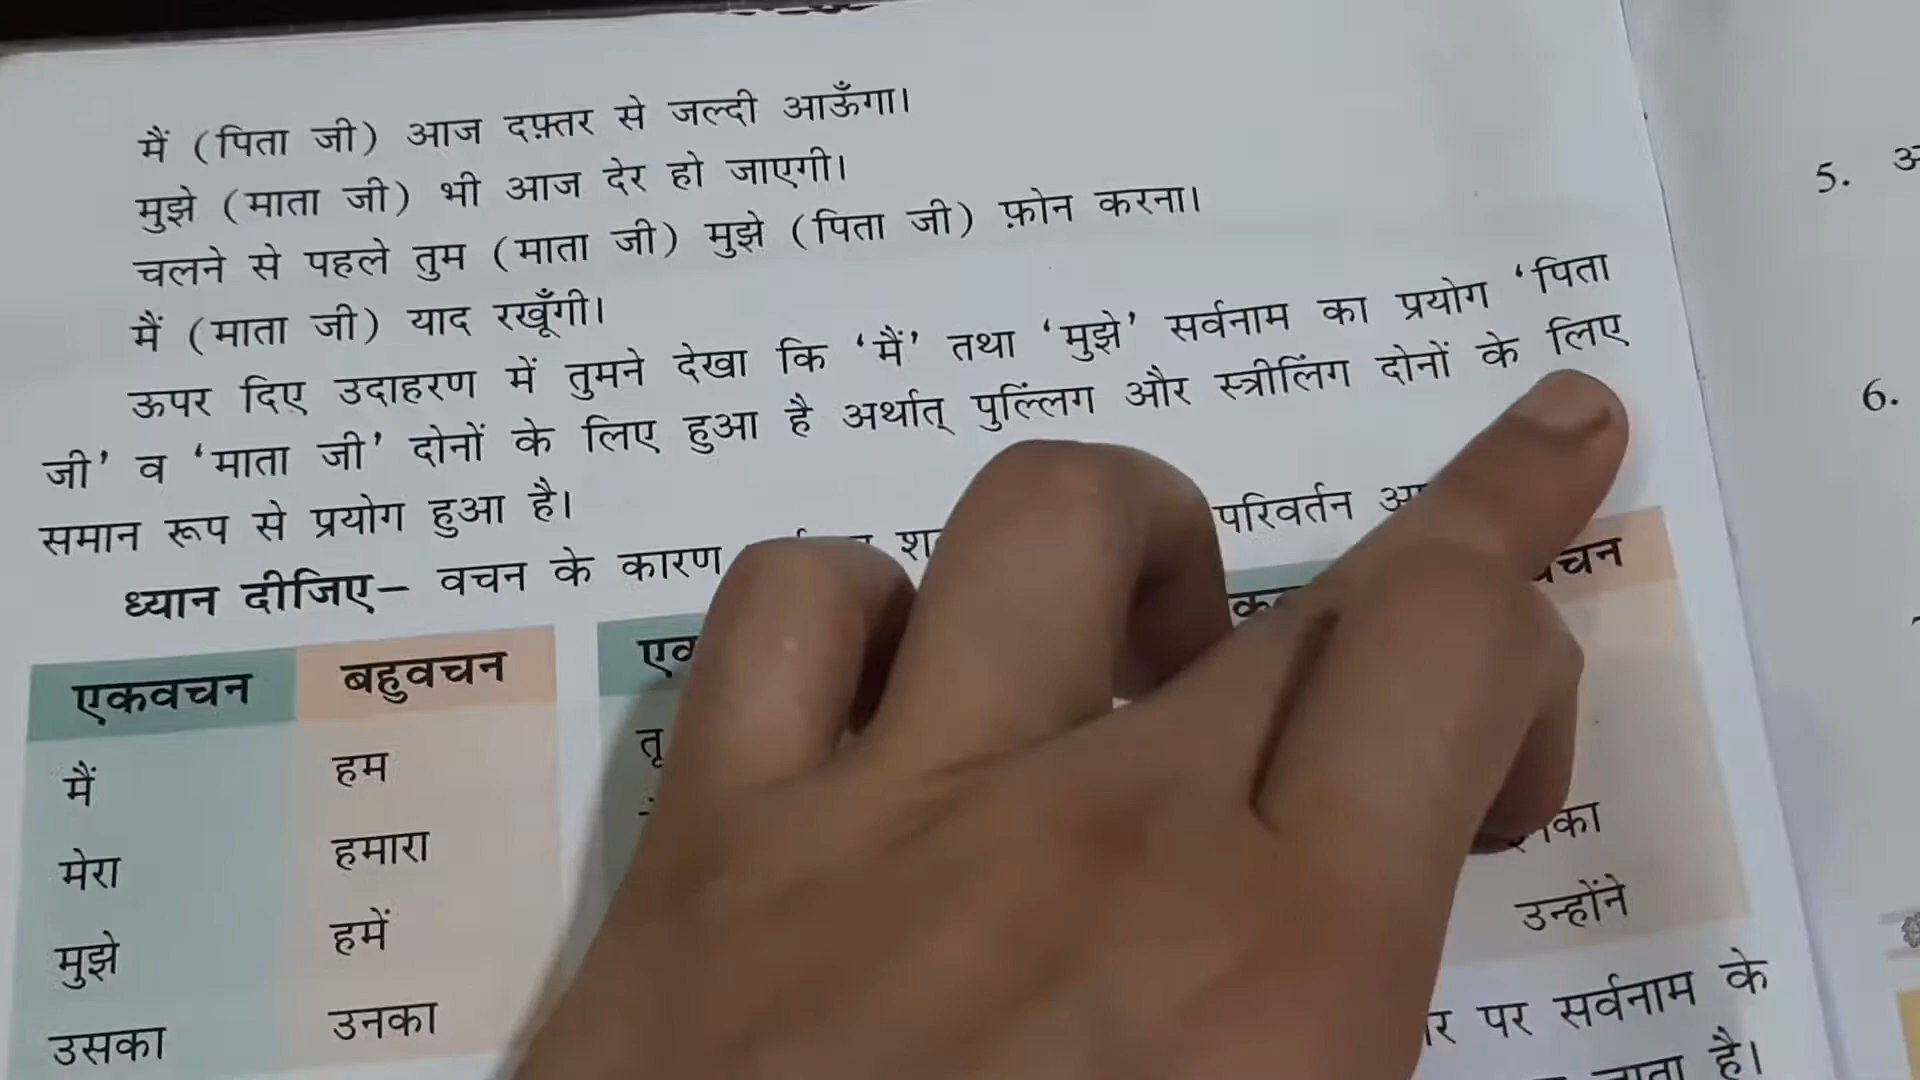 मैं (पिता जी) आज दफ़्तर से जल्दी आऊँगा।
मुझे (माता जी) भी आज देर हो जाएगी।
चलने से पहले तुम (माता जी) मुझे (पिता जी) फ़ोन करना।
मैं (माता जी) याद रखूँगी।
ऊपर दिए उदाहरण में तुमने देखा कि ‘मैं’ तथा ‘मुझे’ सर्वनाम का प्रयोग ‘पिता
जी’ व ‘माता जी’ दोनों के लिए हुआ है अर्थात् पुल्लिंग और स्त्रीलिंग दोनों के लिए
समान रूप से प्रयोग हुआ है।
ध्यान दीजिए– वचन के कारण परिवर्तन
एकवचन बहुवचन
मैं हम तू
मेरा हमारा
मुझे हमें उन्होंने
उसका उनका
पर सर्वनाम के
है।
5.
6.